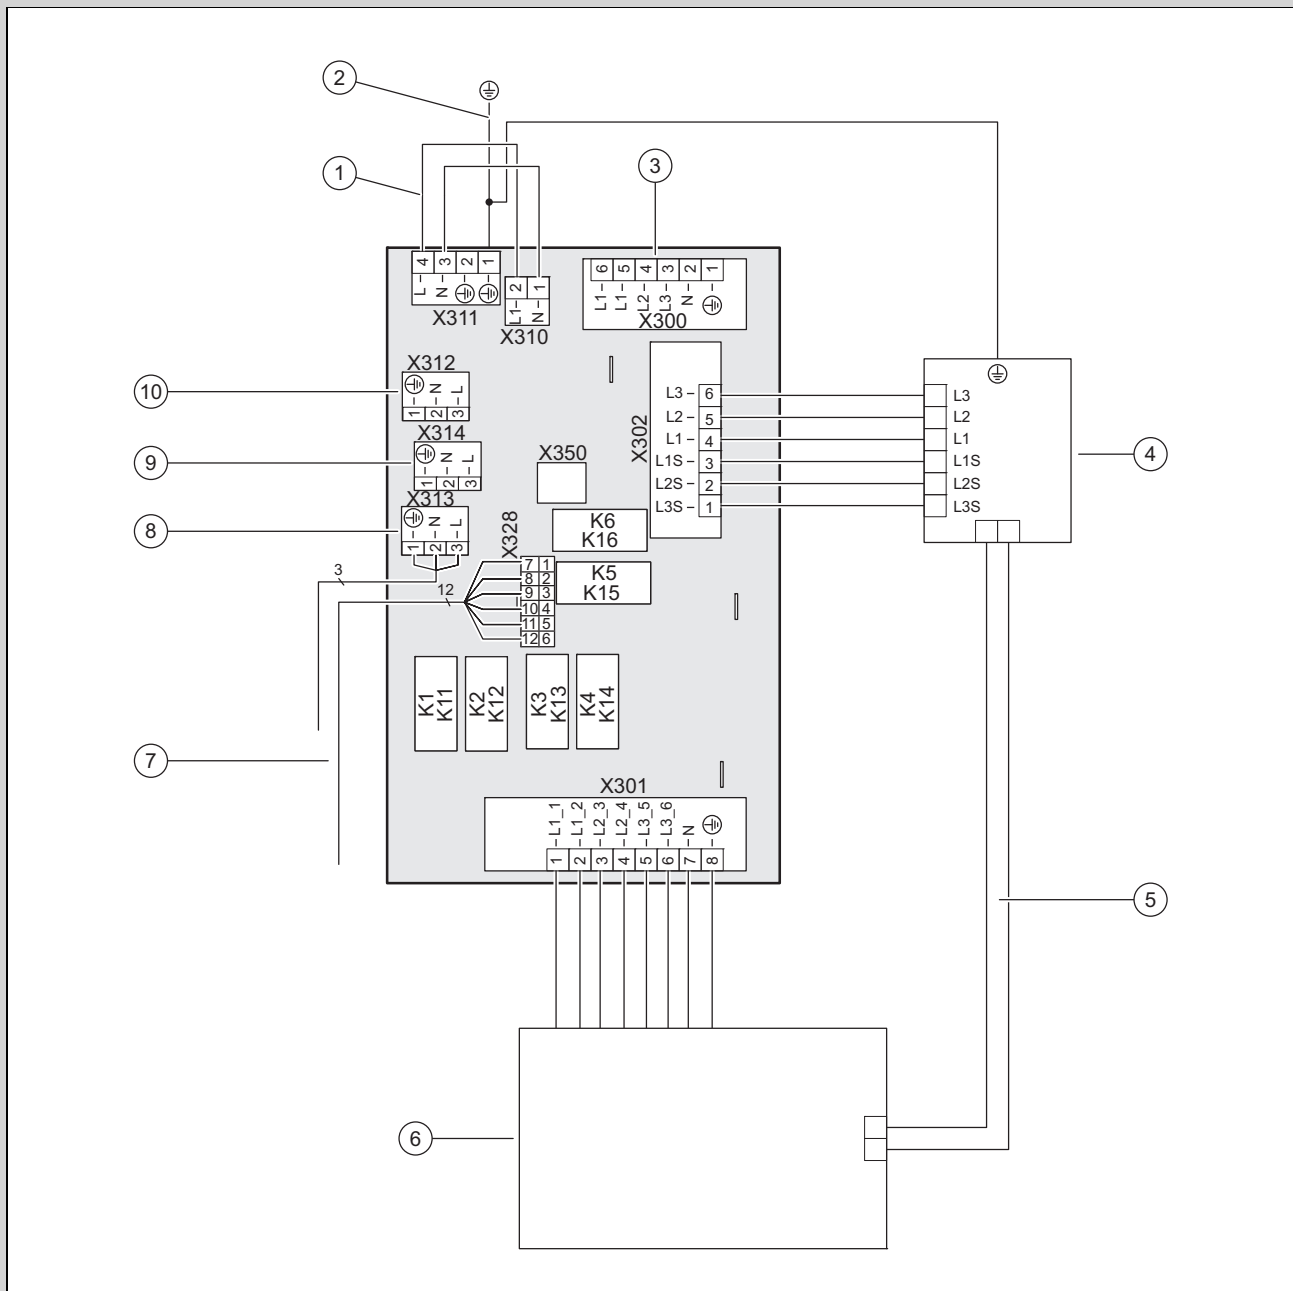 2
1
3
4 3 2 1
L – N – – –
X311
2 1
L1 – N –
X310
6 5 4 3 2 1
L1 – L1 – L2 – L3 – N – –
X300
X312
– – N – L
1 2 3
10
X314
– – N – L
1 2 3
9
X313
– – N – L
1 2 3
8
X350
X302
L3 – 6
L2 – 5
L1 – 4
L1S – 3
L2S – 2
L3S – 1
L3
L2
L1
L1S
L2S
L3S
4
K6
K16
X328
7 1
8 2
9 3
10 4
11 5
12 6
K5
K15
3
12
K1
K11
K2
K12
K3
K13
K4
K14
7
X301
– L1_1 – L1_2 – L2_3 – L2_4 – L3_5 – L3_6 – N –
1 2 3 4 5 6 7 8
5
6